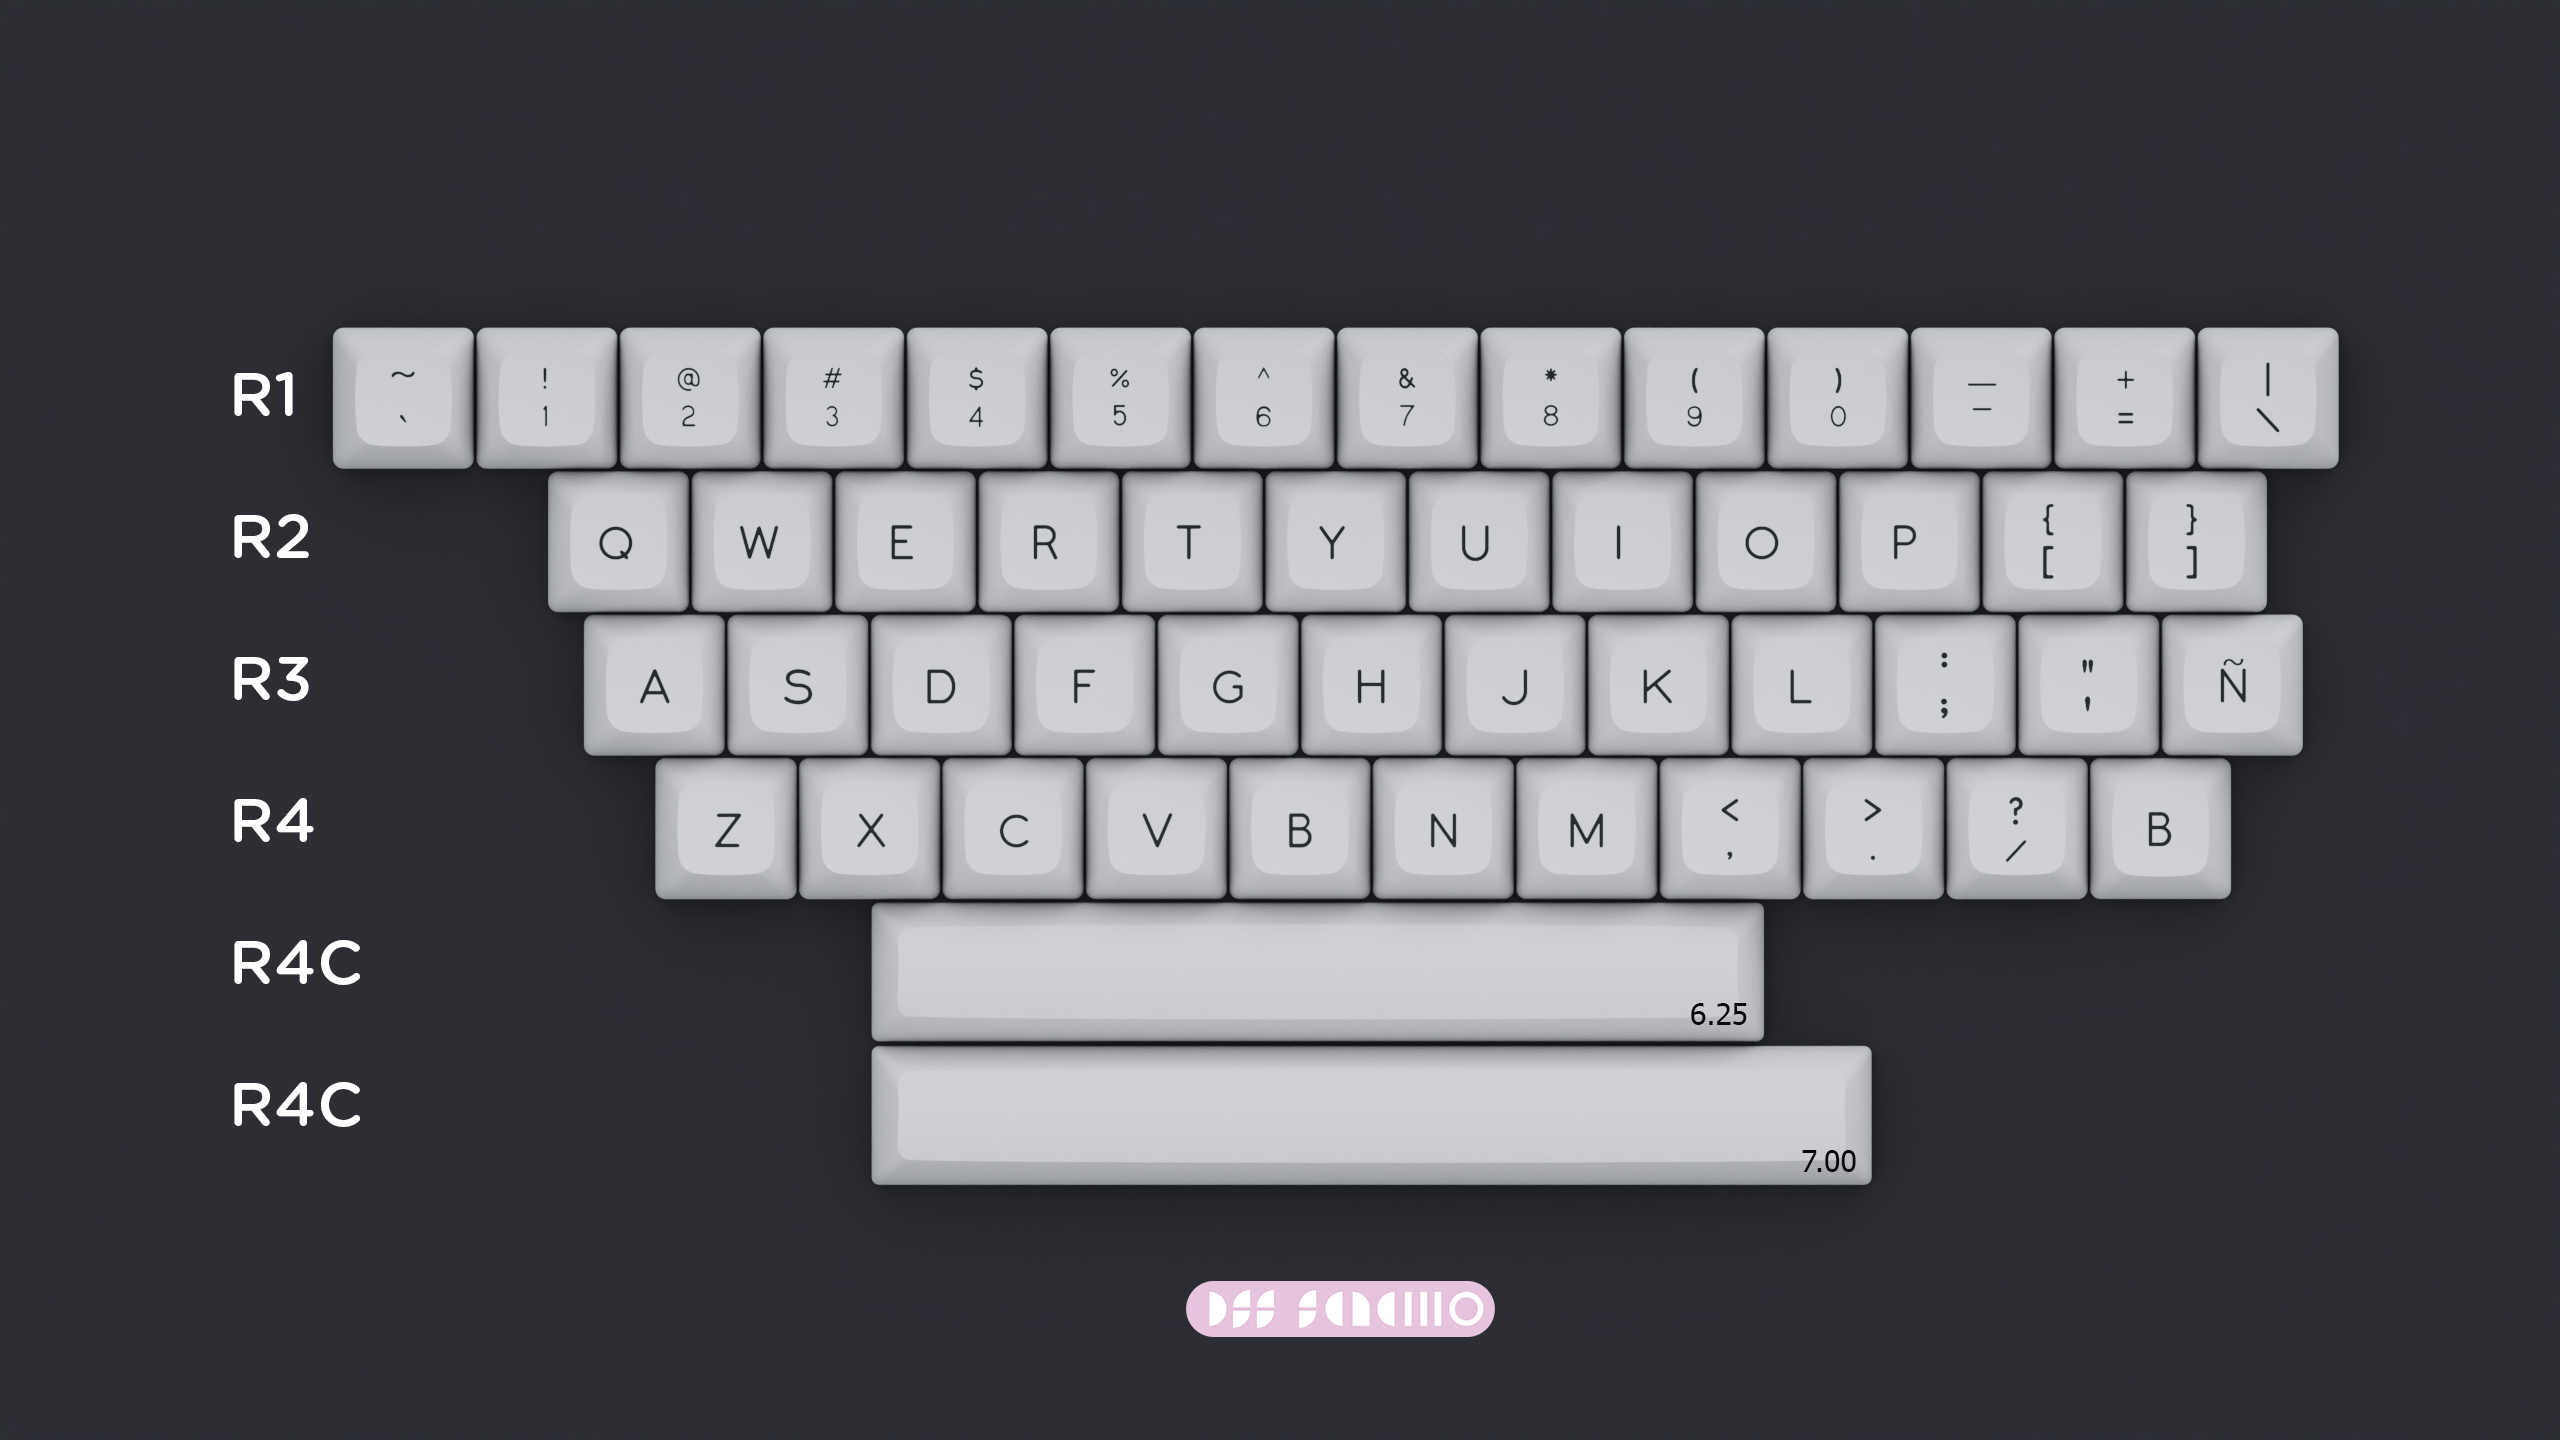 R1 ~ ! @ # $ % ^ & * ( ) _ + |
` 1 2 3 4 5 6 7 8 9 0 - = \
R2 Q W E R T Y U I O P { }
[ ]
R3 A S D F G H J K L : " Ñ
; '
R4 Z X C V B N M < > ? B
, . /
R4C 6.25
R4C 7.00